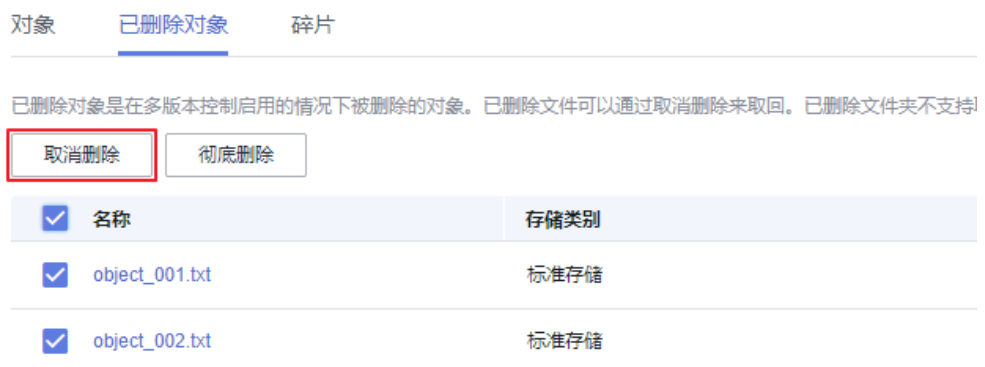 对象 已删除对象 碎片
已删除对象是在多版本控制启用的情况下被删除的对象。已删除文件可以通过取消删除来取回。已删除文件夹不支持
取消删除 彻底删除
名称 存储类别
object_001.txt 标准存储
object_002.txt 标准存储